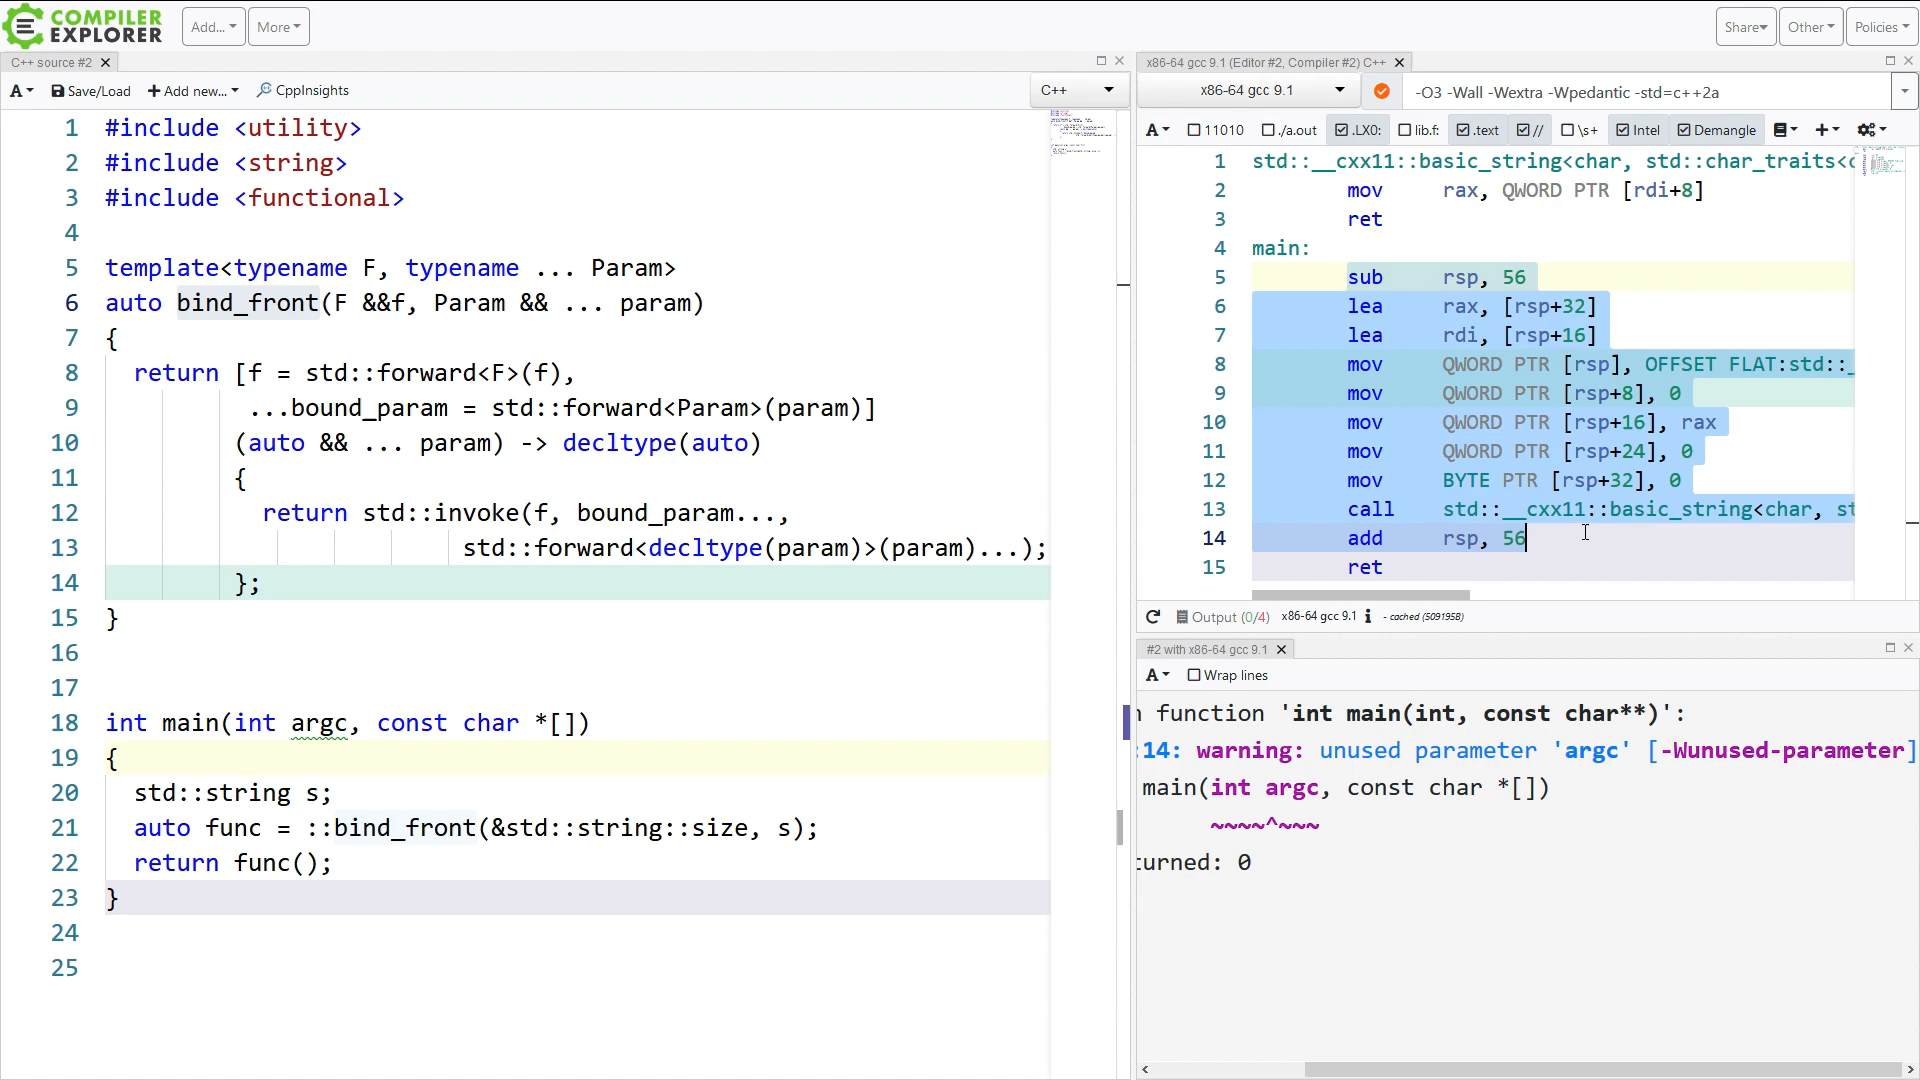 COMPILER
EXPLORER
Add...
More
Share
Other
Policies
C++ source #2
A
Save/Load
Add new...
CppInsights
C++
1 #include <utility>
2 #include <string>
3 #include <functional>
4
5 template<typename F, typename ... Param>
6 auto bind_front(F &&f, Param && ... param)
7 {
8 return [f = std::forward<F>(f),
9 ...bound_param = std::forward<Param>(param)]
10 (auto && ... param) -> decltype(auto)
11 {
12 return std::invoke(f, bound_param...,
13 std::forward<decltype(param)>(param)...);
14 };
15 }
16
17
18 int main(int argc, const char *[])
19 {
20 std::string s;
21 auto func = ::bind_front(&std::string::size, s);
22 return func();
23 }
24
25
x86-64 gcc 9.1 (Editor #2, Compiler #2) C++
x86-64 gcc 9.1
-O3 -Wall -Wextra -Wpedantic -std=c++2a
A 11010 ./a.out .LX0: lib.f: .text // \s+ Intel Demangle
1 std::__cxx11::basic_string<char, std::char_traits<c
2 mov rax, QWORD PTR [rdi+8]
3 ret
4 main:
5 sub rsp, 56
6 lea rax, [rsp+32]
7 lea rdi, [rsp+16]
8 mov QWORD PTR [rsp], OFFSET FLAT:std::_
9 mov QWORD PTR [rsp+8], 0
10 mov QWORD PTR [rsp+16], rax
11 mov QWORD PTR [rsp+24], 0
12 mov BYTE PTR [rsp+32], 0
13 call std::__cxx11::basic_string<char, st
14 add rsp, 56
15 ret
Output (0/4) x86-64 gcc 9.1 i - cached (509195B)
#2 with x86-64 gcc 9.1
A Wrap lines
n function 'int main(int, const char**)':
:14: warning: unused parameter 'argc' [-Wunused-parameter]
main(int argc, const char *[])
~~~~^~~~
turned: 0